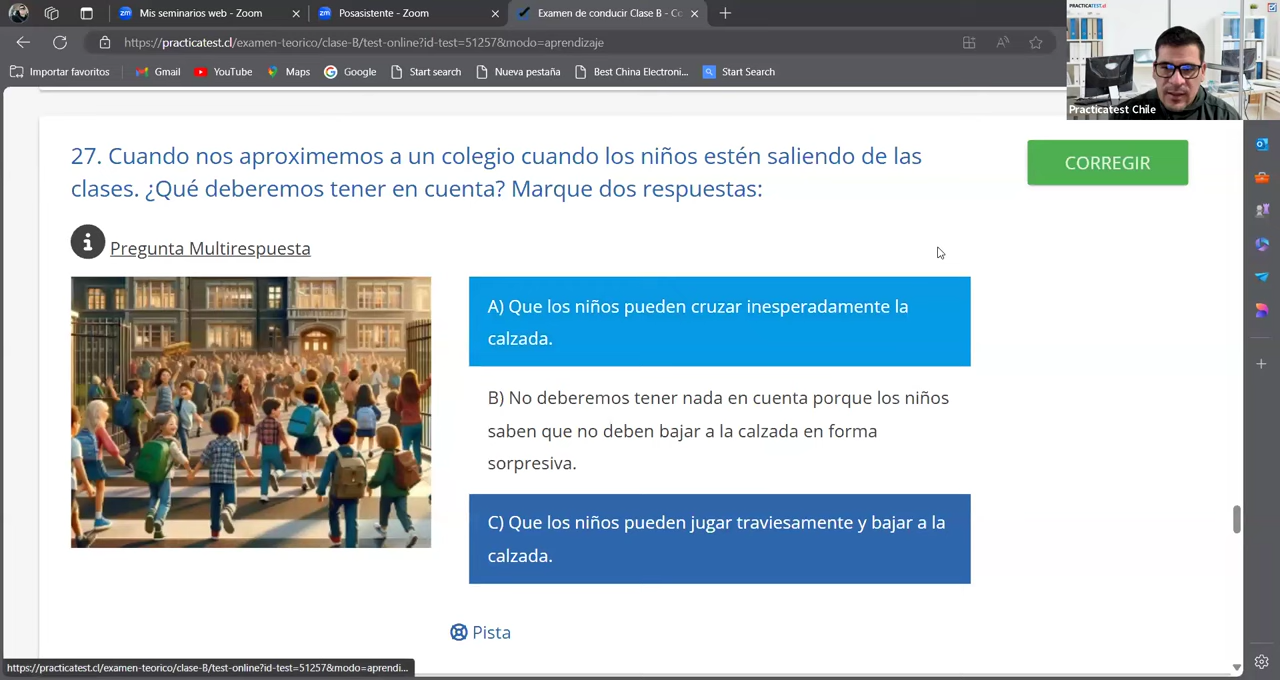 Mis seminarios web - Zoom
Posasistente - Zoom
Examen de conducir Clase B - Co
https://practicatest.cl/examen-teorico/clase-B/test-online?id-test=51257&modo=aprendizaje
Importar favoritos
Gmail
YouTube
Maps
Google
Start search
Nueva pestaña
Best China Electroni...
Start Search
PRACTICATEST.cl
Practicatest Chile
27. Cuando nos aproximemos a un colegio cuando los niños estén saliendo de las
clases. ¿Qué deberemos tener en cuenta? Marque dos respuestas:
CORREGIR
Pregunta Multirespuesta
A) Que los niños pueden cruzar inesperadamente la
calzada.
B) No deberemos tener nada en cuenta porque los niños
saben que no deben bajar a la calzada en forma
sorpresiva.
C) Que los niños pueden jugar traviesamente y bajar a la
calzada.
Pista
https://practicatest.cl/examen-teorico/clase-B/test-online?id-test=51257&modo=aprendi...